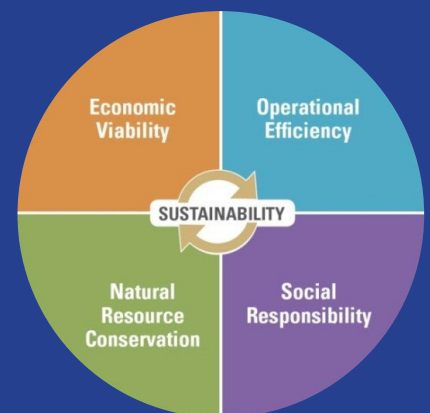 Economic
Viability
Operational
Efficiency
SUSTAINABILITY
Natural
Resource
Conservation
Social
Responsibility